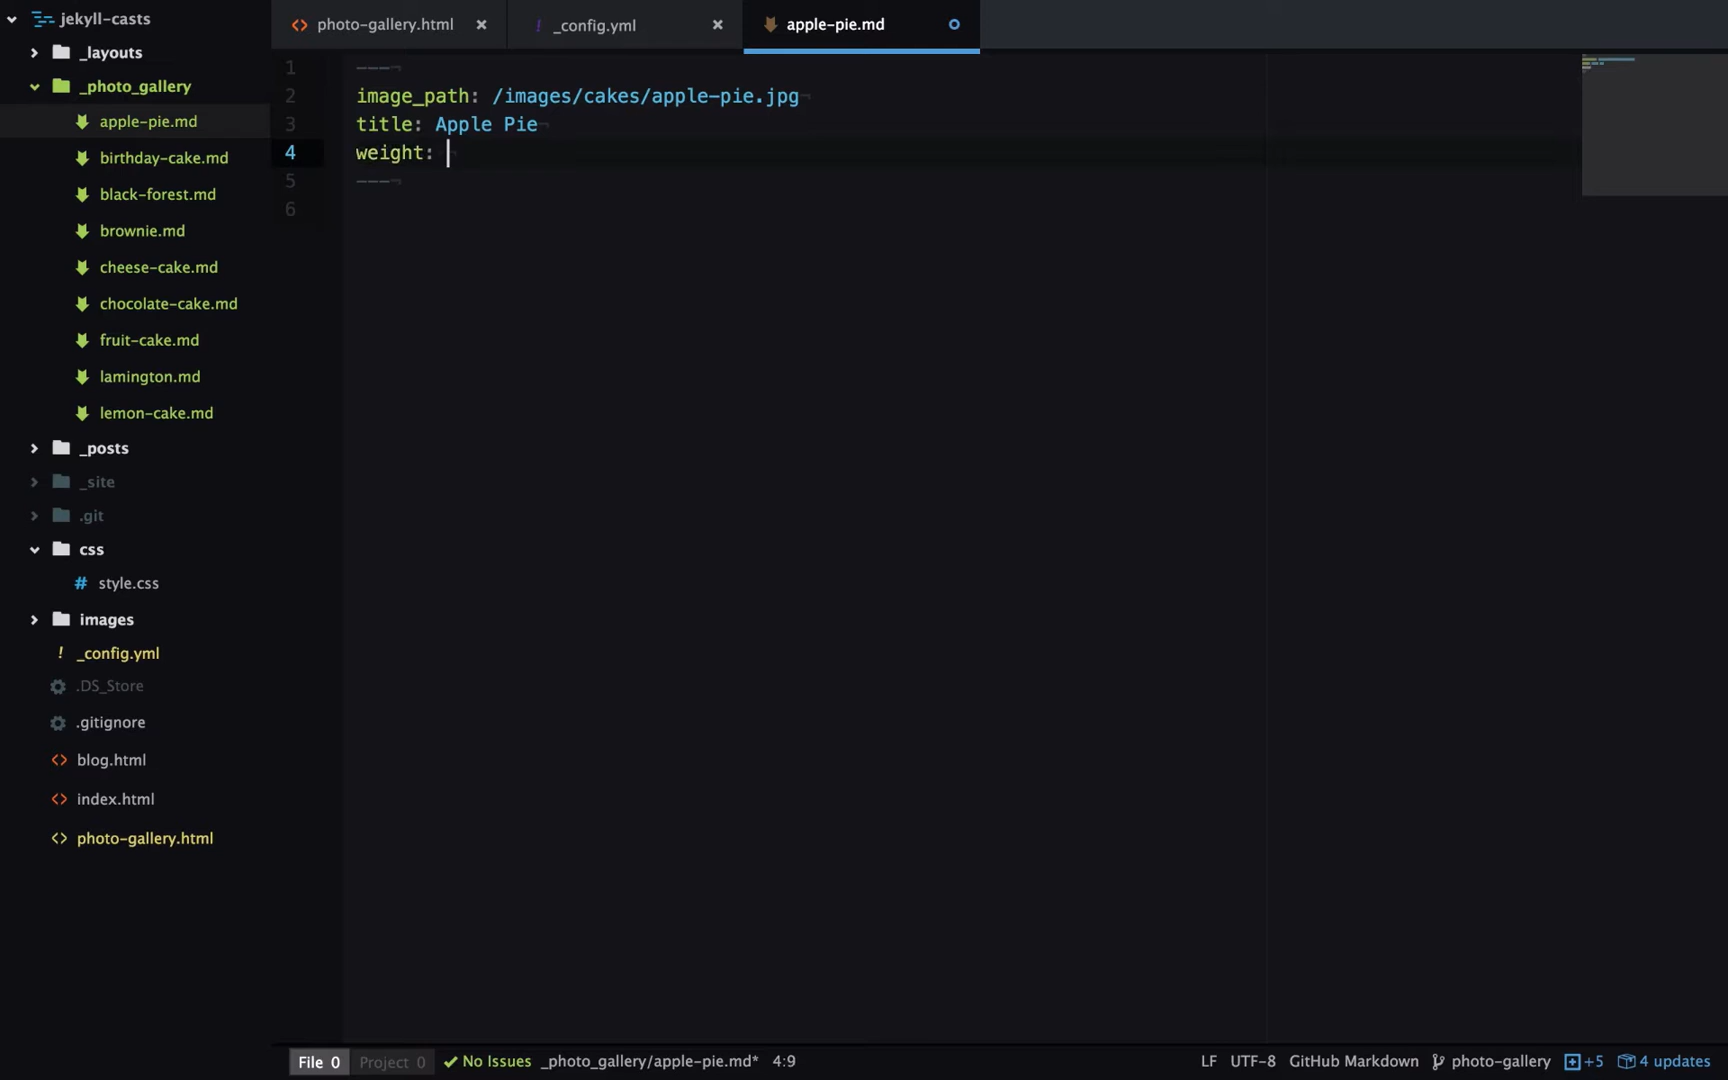 jekyll-casts
_layouts
_photo_gallery
apple-pie.md
birthday-cake.md
black-forest.md
brownie.md
cheese-cake.md
chocolate-cake.md
fruit-cake.md
lamington.md
lemon-cake.md
_posts
_site
.git
css
# style.css
images
! _config.yml
.DS_Store
.gitignore
<> blog.html
<> index.html
<> photo-gallery.html
<> photo-gallery.html ×
! _config.yml ×
apple-pie.md
1 ---¬
2 image_path: /images/cakes/apple-pie.jpg¬
3 title: Apple Pie¬
4 weight: ¬
5 ---¬
6
File 0 Project 0 No Issues _photo_gallery/apple-pie.md* 4:9 LF UTF-8 GitHub Markdown photo-gallery +5 4 updates